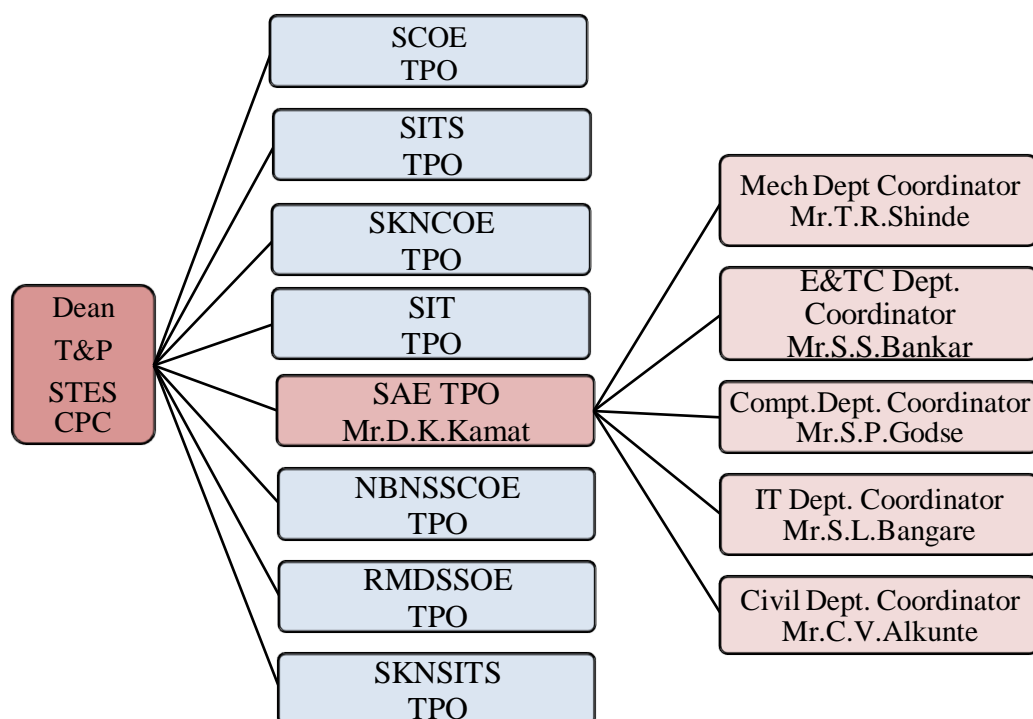 Dean
T&P
STES
CPC
SCOE
TPO
SITS
TPO
SKNCOE
TPO
SIT
TPO
SAE TPO
Mr.D.K.Kamat
NBNSSCOE
TPO
RMDSSOE
TPO
SKNSITS
TPO
Mech Dept Coordinator
Mr.T.R.Shinde
E&TC Dept.
Coordinator
Mr.S.S.Bankar
Compt.Dept. Coordinator
Mr.S.P.Godse
IT Dept. Coordinator
Mr.S.L.Bangare
Civil Dept. Coordinator
Mr.C.V.Alkunte